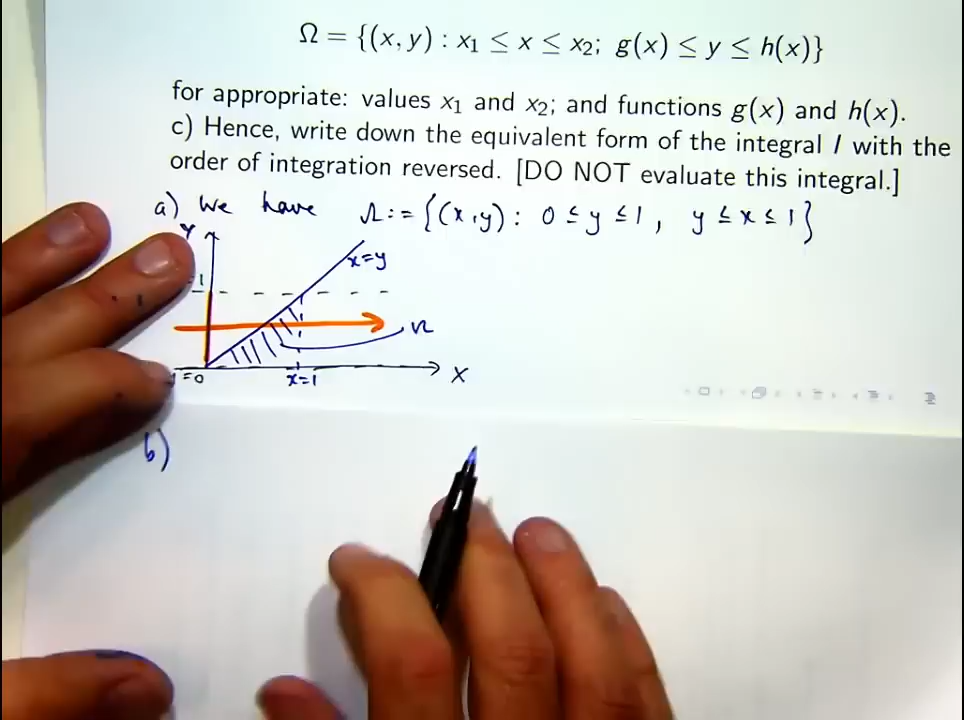 Ω = {(x, y) : x₁ ≤ x ≤ x₂; g(x) ≤ y ≤ h(x)}
for appropriate: values x₁ and x₂; and functions g(x) and h(x).
c) Hence, write down the equivalent form of the integral I with the
order of integration reversed. [DO NOT evaluate this integral.]
a) We have Ω := {(x,y) : 0 ≤ y ≤ 1, y ≤ x ≤ 1}
Y
x=y
=1
Ω
=0
x=1
X
b)